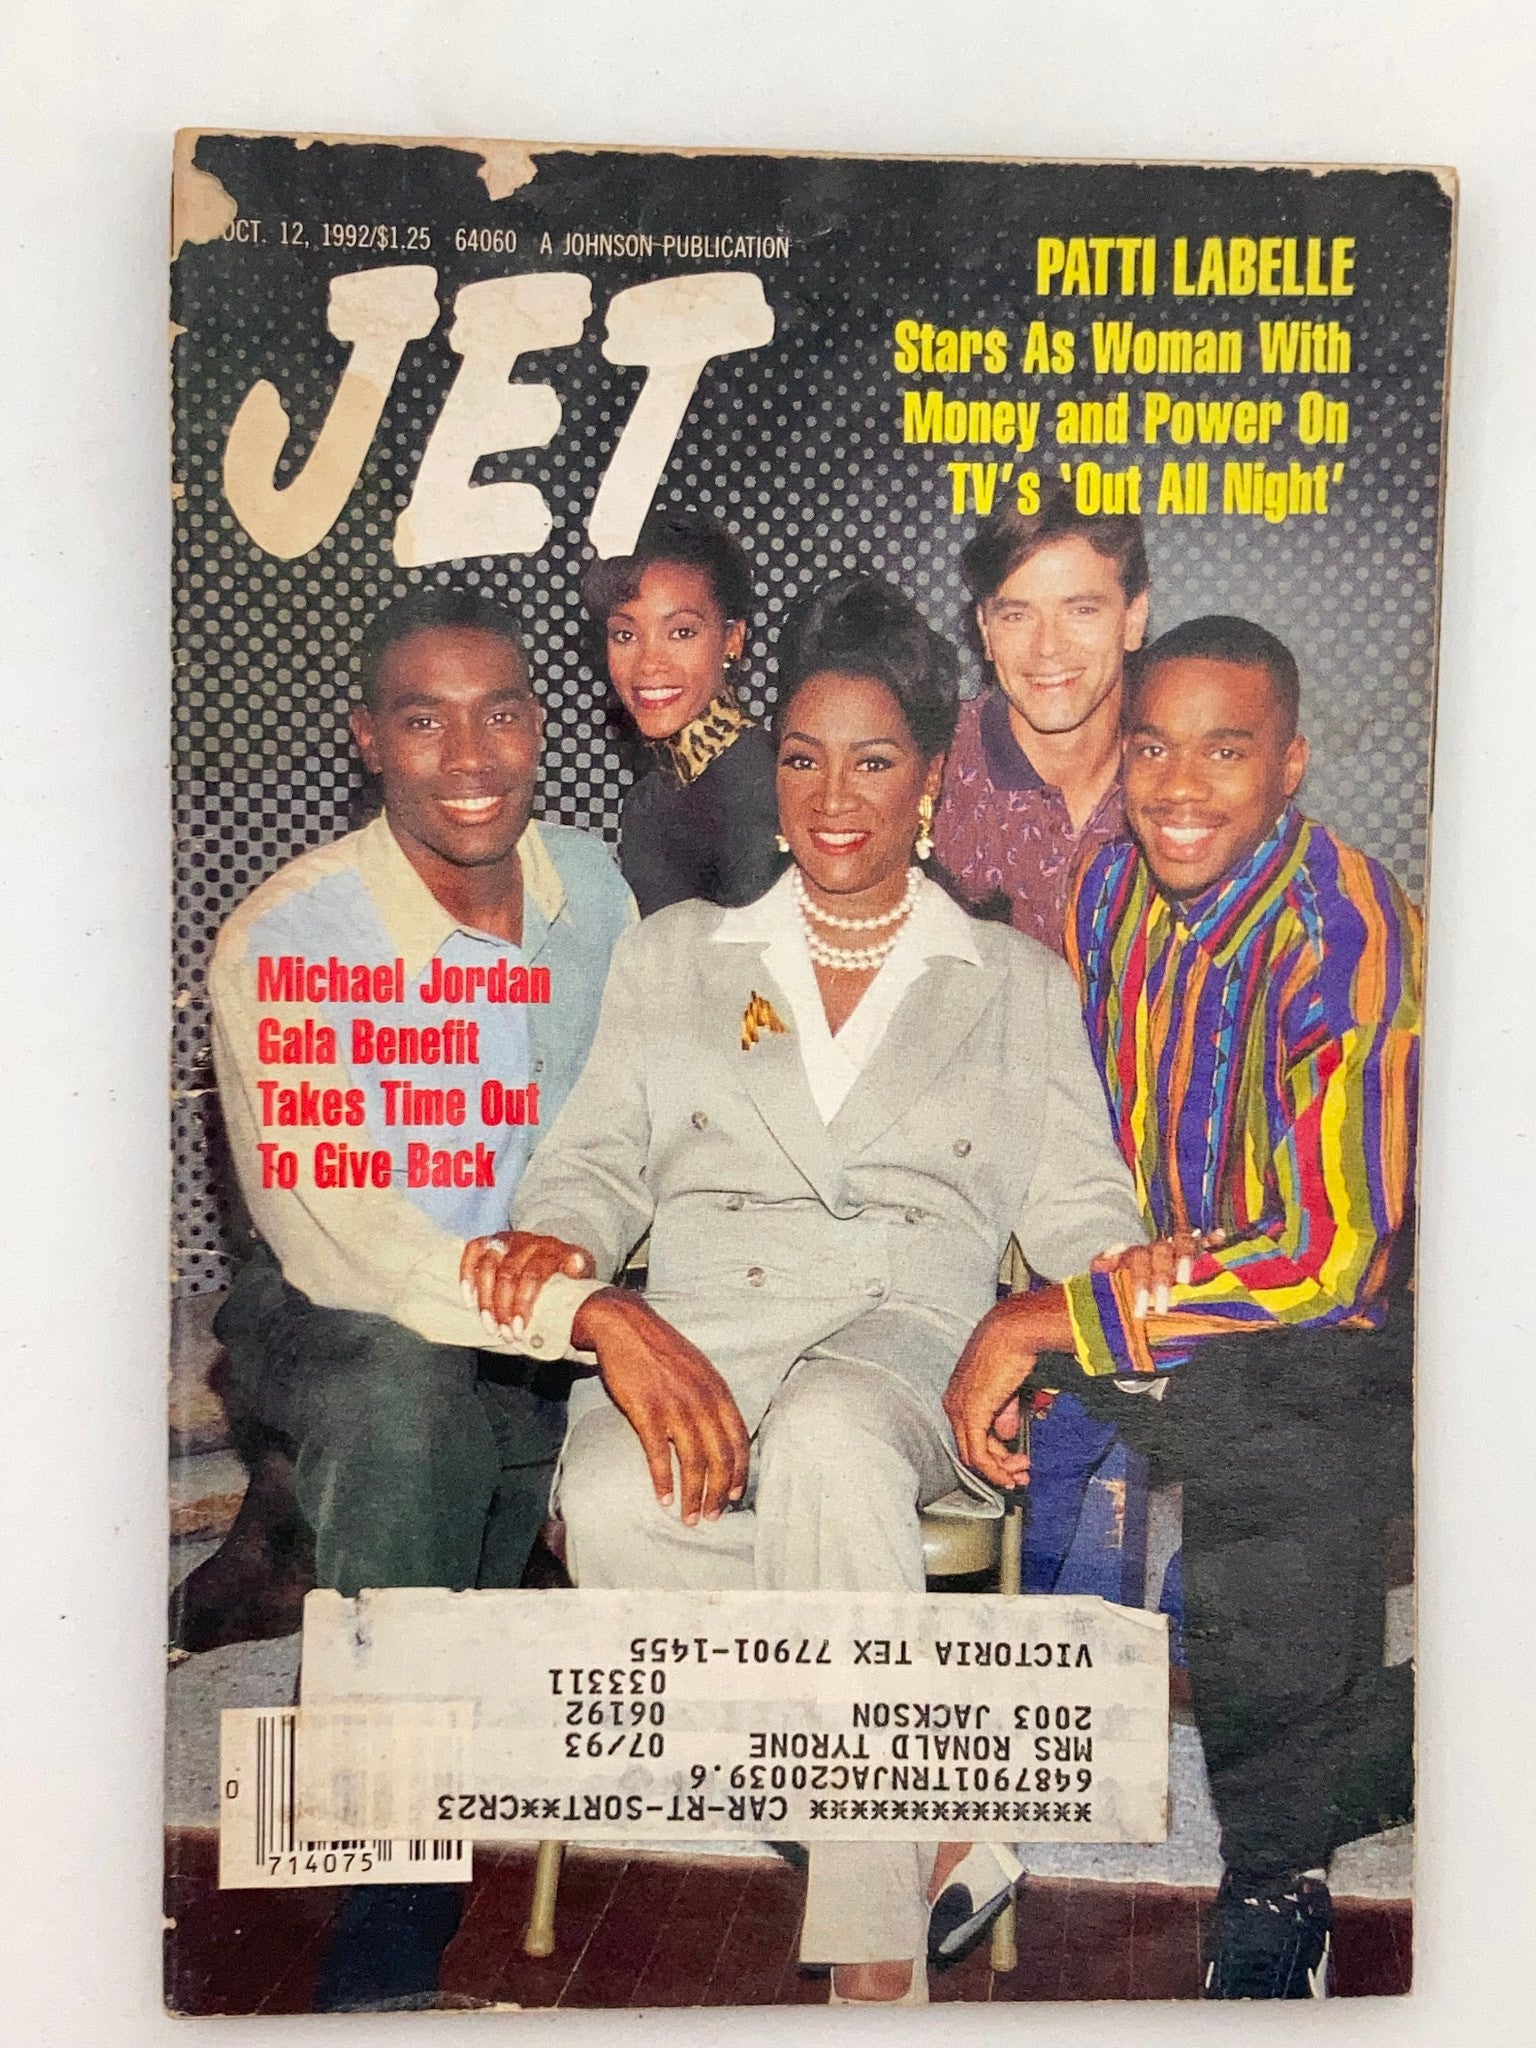 OCT. 12, 1992/$1.25 64060 A JOHNSON PUBLICATION
JET
PATTI LABELLE
Stars As Woman With
Money and Power On
TV's 'Out All Night'
Michael Jordan
Gala Benefit
Takes Time Out
To Give Back
**************** CAR-RT-SORT**CR23
6487901TRNJAC20039.6
MRS RONALD TYRONE 07/93
2003 JACKSON 06192
033311
VICTORIA TEX 77901-1455
0
714075